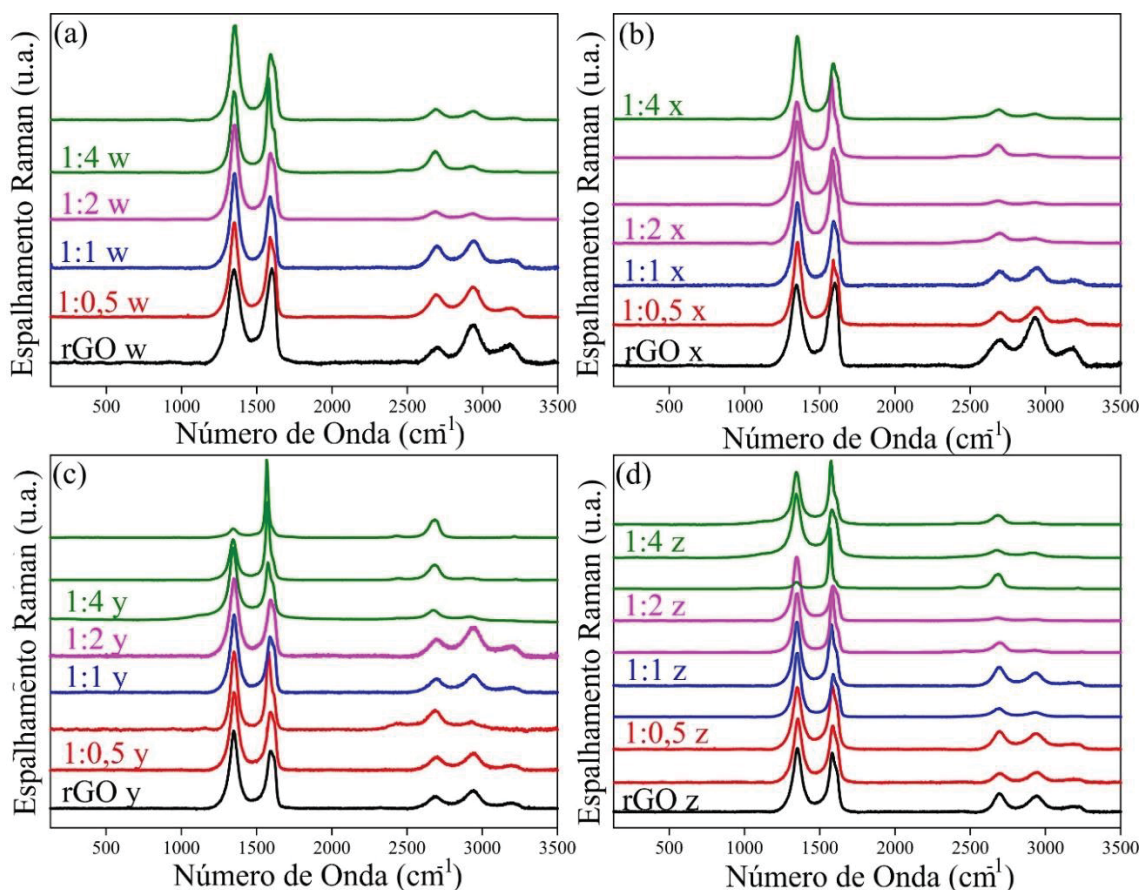 (a)
Espalhamento Raman (u.a.)
1:4 w
1:2 w
1:1 w
1:0,5 w
rGO w
500 1000 1500 2000 2500 3000 3500
Número de Onda (cm⁻¹)
(b)
Espalhamento Raman (u.a.)
1:4 x
1:2 x
1:1 x
1:0,5 x
rGO x
500 1000 1500 2000 2500 3000 3500
Número de Onda (cm⁻¹)
(c)
Espalhamento Raman (u.a.)
1:4 y
1:2 y
1:1 y
1:0,5 y
rGO y
500 1000 1500 2000 2500 3000 3500
Número de Onda (cm⁻¹)
(d)
Espalhamento Raman (u.a.)
1:4 z
1:2 z
1:1 z
1:0,5 z
rGO z
500 1000 1500 2000 2500 3000 3500
Número de Onda (cm⁻¹)